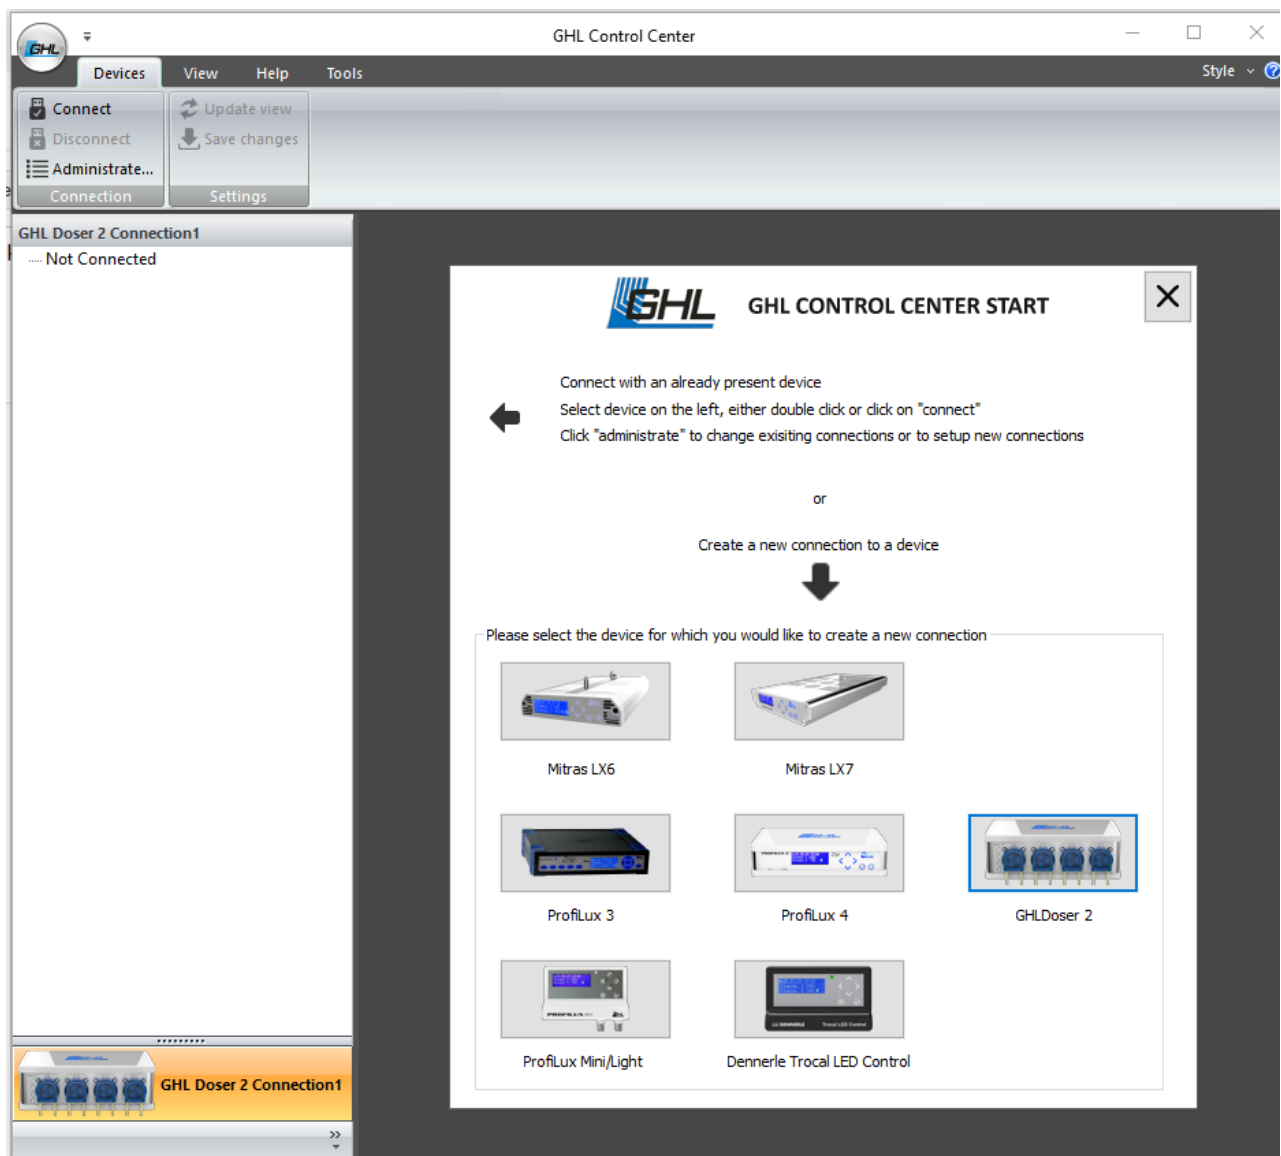 GHL
GHL Control Center
Devices
View
Help
Tools
Style
Connect
Disconnect
Administrate...
Connection
Update view
Save changes
Settings
GHL Doser 2 Connection1
Not Connected
GHL
GHL CONTROL CENTER START
Connect with an already present device
Select device on the left, either double click or click on "connect"
Click "administrate" to change exisiting connections or to setup new connections
or
Create a new connection to a device
Please select the device for which you would like to create a new connection
Mitras LX6
Mitras LX7
ProfiLux 3
ProfiLux 4
GHLDoser 2
ProfiLux Mini/Light
Dennerle Trocal LED Control
GHL Doser 2 Connection1